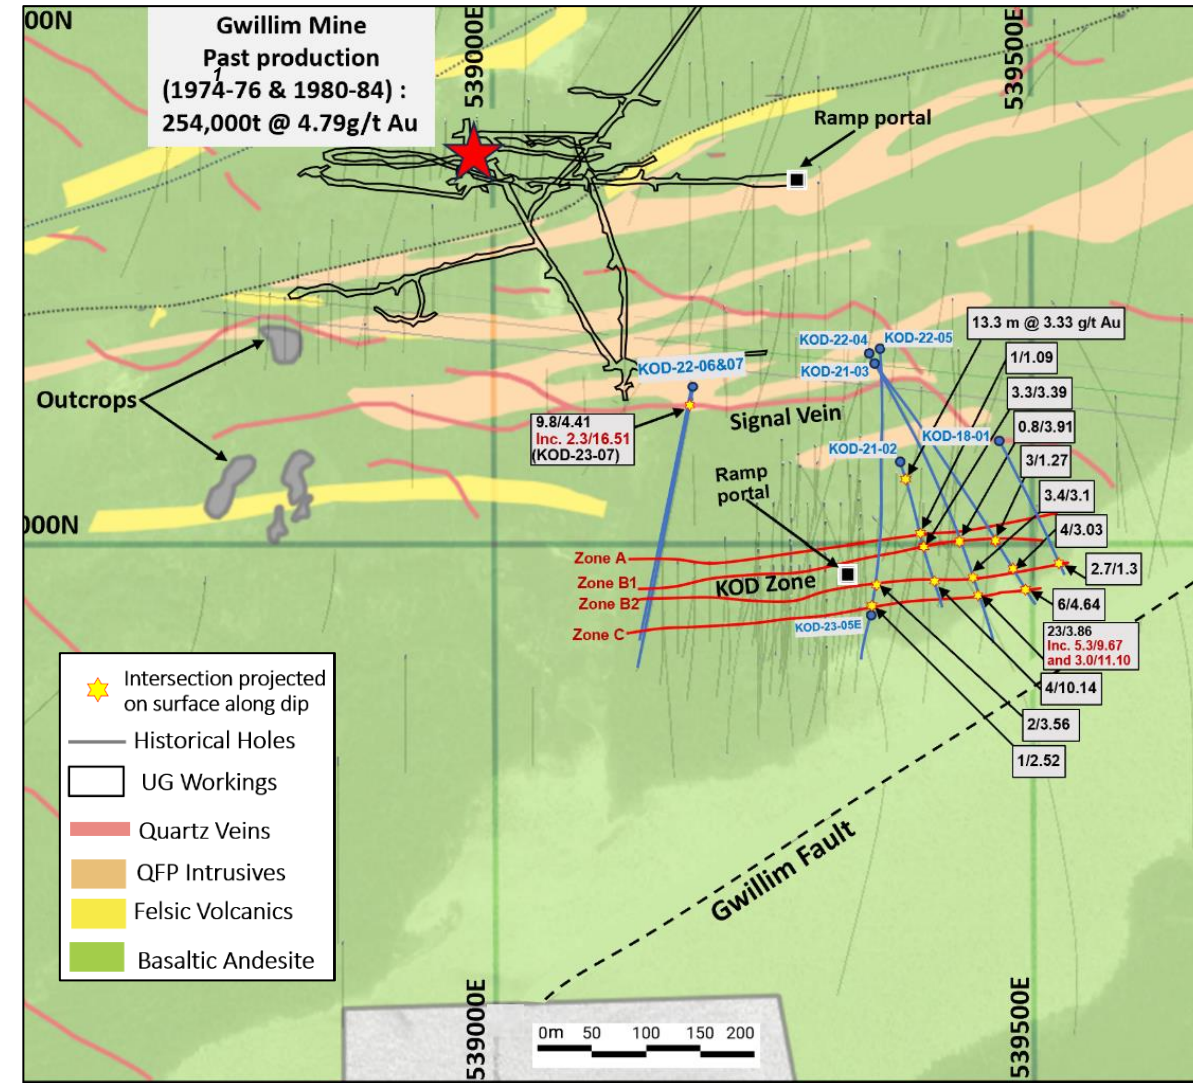 00N
Gwillim Mine
Past production
(1974-76 & 1980-84) :
1
254,000t @ 4.79g/t Au
539000E
539500E
Ramp portal
13.3 m @ 3.33 g/t Au
KOD-22-04
KOD-22-05
KOD-21-03
1/1.09
KOD-22-06&07
3.3/3.39
Outcrops
9.8/4.41
Inc. 2.3/16.51
(KOD-23-07)
Signal Vein
KOD-18-01
0.8/3.91
KOD-21-02
3/1.27
Ramp
portal
3.4/3.1
000N
4/3.03
Zone A
2.7/1.3
Zone B1
KOD Zone
Zone B2
6/4.64
Zone C
KOD-23-05E
23/3.86
Inc. 5.3/9.67
and 3.0/11.10
4/10.14
2/3.56
1/2.52
Intersection projected
on surface along dip
Historical Holes
UG Workings
Quartz Veins
QFP Intrusives
Felsic Volcanics
Basaltic Andesite
Gwillim Fault
539000E
539500E
0m 50 100 150 200